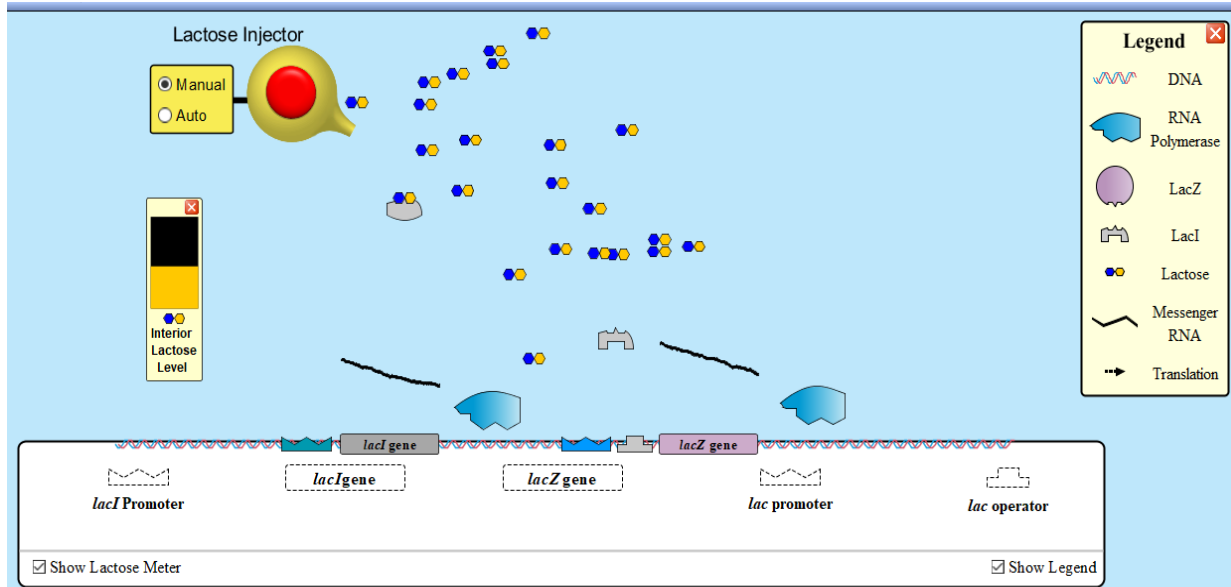 Lactose Injector
Manual
Auto
Interior
Lactose
Level
Legend
DNA
RNA
Polymerase
LacZ
LacI
Lactose
Messenger
RNA
Translation
lacI gene
lacZ gene
lacIgene
lacZ gene
lacI Promoter
lac promoter
lac operator
Show Lactose Meter
Show Legend